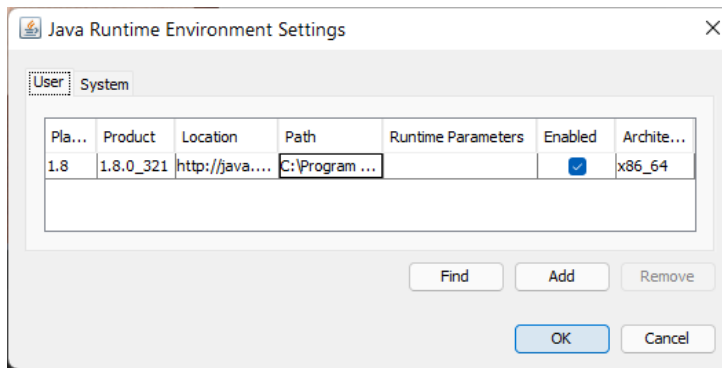 Java Runtime Environment Settings
User System
Pla... Product Location Path Runtime Parameters Enabled Archite...
1.8 1.8.0_321 http://java.... C:\Program ... x86_64
Find Add Remove
OK Cancel